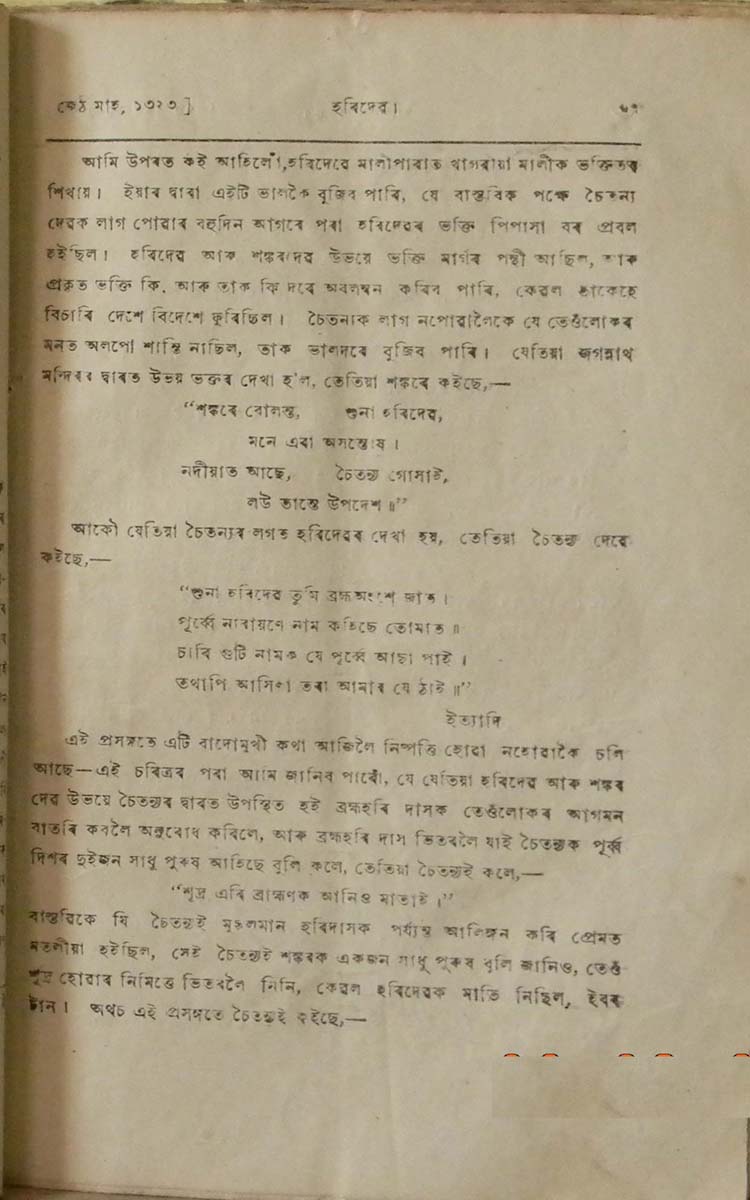 জেঠ মাহ, ১৩২৩] হৰিদেৱ।
আমি উপৰত কই আহিলোঁ, হৰিদেৱে মালীপাৰাত থাগৰায়া মালীক ভক্তিতত্ব
শিখায়। ইয়াৰ দ্বাৰা এইটি ভালকৈ বুজিব পাৰি, যে বাস্তবিক পক্ষে চৈতন্য
দেৱক লাগ পোৱাৰ বহুদিন আগৰে পৰা হৰিদেৱৰ ভক্তি পিপাসা বৰ প্ৰবল
হইছিল। হৰিদেৱ আৰু শঙ্কৰদেৱ উভয়ে ভক্তি মাৰ্গৰ পন্থী আছিল, আৰু
প্ৰকৃত ভক্তি কি, আৰু তাক কি দৰে অবলম্বন কৰিব পাৰি, কেৱল তাকেহে
বিচাৰি দেশে বিদেশে ফুৰিছিল। চৈতন্যক লাগ নপোৱালৈকে যে তেওঁলোকৰ
মনত অলপো শান্তি নাছিল, তাক ভালদৰে বুজিব পাৰি। যেতিয়া জগন্নাথ
মন্দিৰৰ দ্বাৰত উভয় ভক্তৰ দেখা হ'ল, তেতিয়া শঙ্কৰে কইছে,—
“শঙ্কৰে বোলন্ত, শুনা হৰিদেৱ,
মনে এৰা অসন্তোষ।
নদীয়াত আছে, চৈতন্য গোসাই,
লউ তান্তে উপদেশ॥”
আকৌ যেতিয়া চৈতন্যৰ লগত হৰিদেৱৰ দেখা হয়, তেতিয়া চৈতন্য দেৱে
কইছে,—
“শুনা হৰিদেৱ তুমি ব্ৰহ্মঅংশে জাত।
পূৰ্ব্বে নাৰায়ণে নাম কহিছে তোমাত॥
চাৰি গুটি নামক যে পূৰ্ব্বে আছা পাই।
তথাপি আসিলা তৰা আমাৰ যে ঠাই॥”
ইত্যাদি
এই প্ৰসঙ্গতে এটি বাদোমুখী কথা আজিলৈ নিষ্পত্তি হোৱা নহোৱাকৈ চলি
আছে—এই চৰিত্ৰৰ পৰা আমি জানিব পাৰোঁ, যে যেতিয়া হৰিদেৱ আৰু শঙ্কৰ
দেৱ উভয়ে চৈতন্যৰ দ্বাৰত উপস্থিত হই ব্ৰহ্মহৰি দাসক তেওঁলোকৰ আগমন
বাতৰি কবলৈ অনুৰোধ কৰিলে, আৰু ব্ৰহ্মহৰি দাস ভিতৰলৈ যাই চৈতন্যক পূৰ্ব্ব
দিশৰ দুইজন সাধু পুৰুষ আহিছে বুলি কলে, তেতিয়া চৈতন্যই কলে,—
“শূদ্ৰ এৰি ব্ৰাহ্মণক আনিও মাতাই।”
বাস্তৱিকে যি চৈতন্যই মুছলমান হৰিদাসক পৰ্য্যন্ত আলিঙ্গন কৰি প্ৰেমত
মতলীয়া হইছিল, সেই চৈতন্যই শঙ্কৰক একজন সাধু পুৰুষ বুলি জানিও, তেওঁ
শূদ্ৰ হোৱাৰ নিমিত্তে ভিতৰলৈ নিনি, কেৱল হৰিদেৱক মাতি নিছিল, ইবৰ
টান। অথচ এই প্ৰসঙ্গতে চৈতন্যই কইছে,—